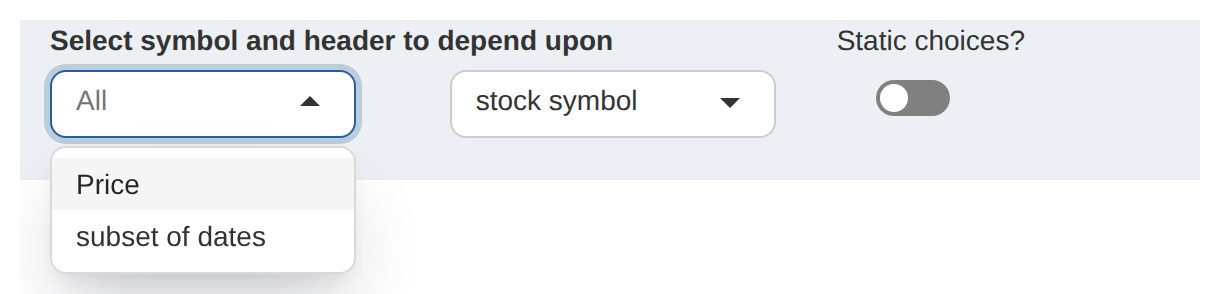 Select symbol and header to depend upon
Static choices?
All
stock symbol
Price
subset of dates